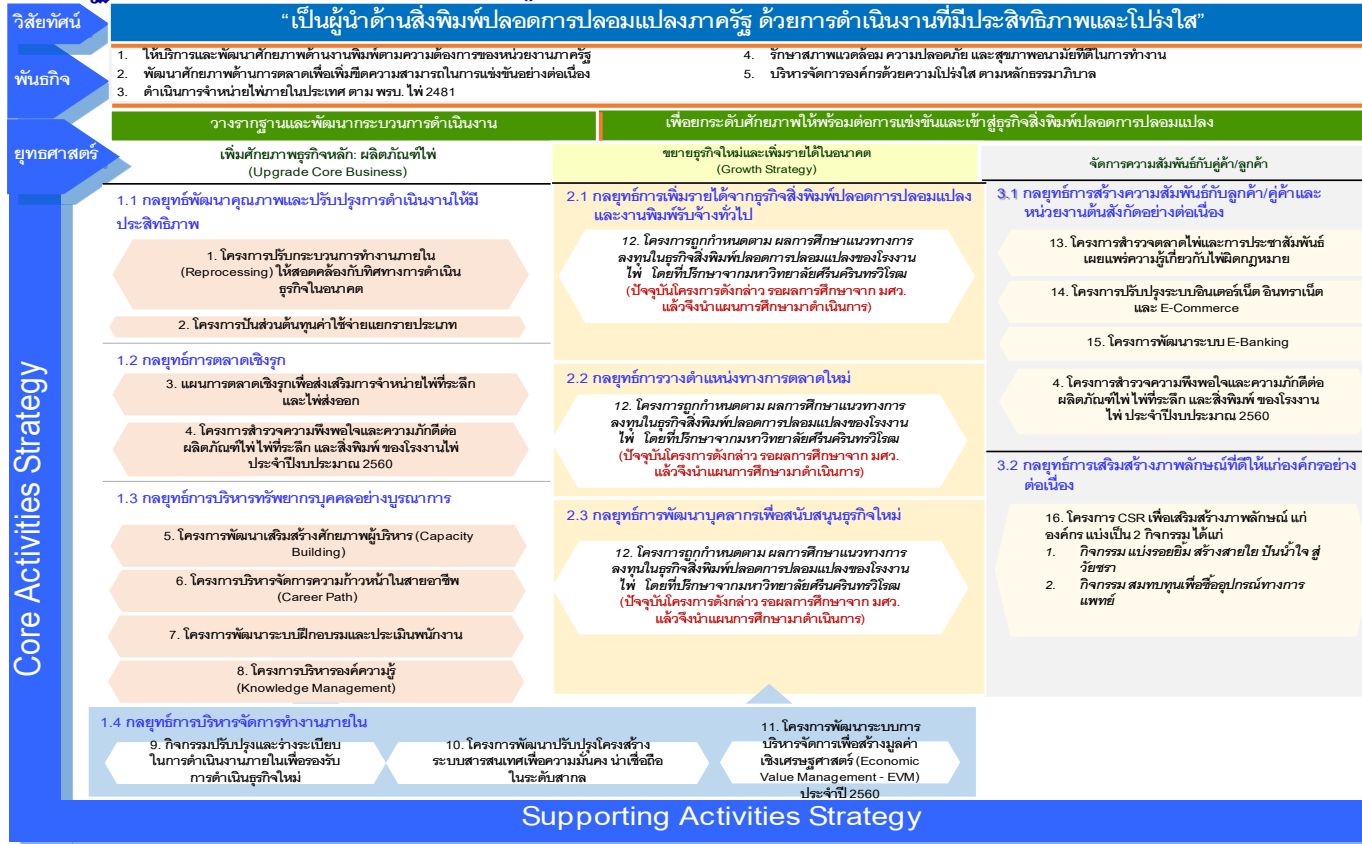 วิสัยทัศน์
“เป็นผู้นำด้านสิ่งพิมพ์ปลอดการปลอมแปลงภาครัฐ ด้วยการดำเนินงานที่มีประสิทธิภาพและโปร่งใส”
พันธกิจ
1. ให้บริการและพัฒนาศักยภาพด้านงานพิมพ์ตามความต้องการของหน่วยงานภาครัฐ
2. พัฒนาศักยภาพด้านการตลาดเพื่อเพิ่มขีดความสามารถในการแข่งขันอย่างต่อเนื่อง
3. ดำเนินการจำหน่ายไพ่ภายในประเทศ ตาม พรบ. ไพ่ 2481
4. รักษาสภาพแวดล้อม ความปลอดภัย และสุขภาพอนามัยที่ดีในการทำงาน
5. บริหารจัดการองค์กรด้วยความโปร่งใส ตามหลักธรรมาภิบาล
ยุทธศาสตร์
วางรากฐานและพัฒนากระบวนการดำเนินงาน
เพื่อยกระดับศักยภาพให้พร้อมต่อการแข่งขันและเข้าสู่ธุรกิจสิ่งพิมพ์ปลอดการปลอมแปลง
เพิ่มศักยภาพธุรกิจหลัก: ผลิตภัณฑ์ไพ่
(Upgrade Core Business)
ขยายธุรกิจใหม่และเพิ่มรายได้ในอนาคต
(Growth Strategy)
จัดการความสัมพันธ์กับคู่ค้า/ลูกค้า
Core Activities Strategy
1.1 กลยุทธ์พัฒนาคุณภาพและปรับปรุงการดำเนินงานให้มี
ประสิทธิภาพ
1. โครงการปรับกระบวนการทำงานภายใน
(Reprocessing) ให้สอดคล้องกับทิศทางการดำเนิน
ธุรกิจในอนาคต
2. โครงการปันส่วนต้นทุนค่าใช้จ่ายแยกรายประเภท
1.2 กลยุทธ์การตลาดเชิงรุก
3. แผนการตลาดเชิงรุกเพื่อส่งเสริมการจำหน่ายไพ่ที่ระลึก
และไพ่ส่งออก
4. โครงการสำรวจความพึงพอใจและความภักดีต่อ
ผลิตภัณฑ์ไพ่ ไพ่ที่ระลึก และสิ่งพิมพ์ ของโรงงานไพ่
ประจำปีงบประมาณ 2560
1.3 กลยุทธ์การบริหารทรัพยากรบุคคลอย่างบูรณาการ
5. โครงการพัฒนาเสริมสร้างศักยภาพผู้บริหาร (Capacity
Building)
6. โครงการบริหารจัดการความก้าวหน้าในสายอาชีพ
(Career Path)
7. โครงการพัฒนาระบบฝึกอบรมและประเมินพนักงาน
8. โครงการบริหารองค์ความรู้
(Knowledge Management)
2.1 กลยุทธ์การเพิ่มรายได้จากธุรกิจสิ่งพิมพ์ปลอดการปลอมแปลง
และงานพิมพ์รับจ้างทั่วไป
12. โครงการถูกกำหนดตาม ผลการศึกษาแนวทางการ
ลงทุนในธุรกิจสิ่งพิมพ์ปลอดการปลอมแปลงของโรงงาน
ไพ่ โดยที่ปรึกษาจากมหาวิทยาลัยศรีนครินทรวิโรฒ
(ปัจจุบันโครงการดังกล่าว รอผลการศึกษาจาก มศว.
แล้วจึงนำแผนการศึกษามาดำเนินการ)
2.2 กลยุทธ์การวางตำแหน่งทางการตลาดใหม่
12. โครงการถูกกำหนดตาม ผลการศึกษาแนวทางการ
ลงทุนในธุรกิจสิ่งพิมพ์ปลอดการปลอมแปลงของโรงงาน
ไพ่ โดยที่ปรึกษาจากมหาวิทยาลัยศรีนครินทรวิโรฒ
(ปัจจุบันโครงการดังกล่าว รอผลการศึกษาจาก มศว.
แล้วจึงนำแผนการศึกษามาดำเนินการ)
2.3 กลยุทธ์การพัฒนาบุคลากรเพื่อสนับสนุนธุรกิจใหม่
12. โครงการถูกกำหนดตาม ผลการศึกษาแนวทางการ
ลงทุนในธุรกิจสิ่งพิมพ์ปลอดการปลอมแปลงของโรงงาน
ไพ่ โดยที่ปรึกษาจากมหาวิทยาลัยศรีนครินทรวิโรฒ
(ปัจจุบันโครงการดังกล่าว รอผลการศึกษาจาก มศว.
แล้วจึงนำแผนการศึกษามาดำเนินการ)
3.1 กลยุทธ์การสร้างความสัมพันธ์กับลูกค้า/คู่ค้าและ
หน่วยงานต้นสังกัดอย่างต่อเนื่อง
13. โครงการสำรวจตลาดไพ่และการประชาสัมพันธ์
เผยแพร่ความรู้เกี่ยวกับไพ่ผิดกฎหมาย
14. โครงการปรับปรุงระบบอินเตอร์เน็ต อินทราเน็ต
และ E-Commerce
15. โครงการพัฒนาระบบ E-Banking
4. โครงการสำรวจความพึงพอใจและความภักดีต่อ
ผลิตภัณฑ์ไพ่ ไพ่ที่ระลึก และสิ่งพิมพ์ ของโรงงาน
ไพ่ ประจำปีงบประมาณ 2560
3.2 กลยุทธ์การเสริมสร้างภาพลักษณ์ที่ดีให้แก่องค์กรอย่าง
ต่อเนื่อง
16. โครงการ CSR เพื่อเสริมสร้างภาพลักษณ์ แก่
องค์กร แบ่งเป็น 2 กิจกรรม ได้แก่
1. กิจกรรม แบ่งรอยยิ้ม สร้างสายใย ปันน้ำใจ สู่
วัยชรา
2. กิจกรรม สมทบทุนเพื่อซื้ออุปกรณ์ทางการ
แพทย์
1.4 กลยุทธ์การบริหารจัดการทำงานภายใน
9. กิจกรรมปรับปรุงและร่างระเบียบ
ในการดำเนินงานภายในเพื่อรองรับ
การดำเนินธุรกิจใหม่
10. โครงการพัฒนาปรับปรุงโครงสร้าง
ระบบสารสนเทศเพื่อความมั่นคง น่าเชื่อถือ
ในระดับสากล
11. โครงการพัฒนาระบบการ
บริหารจัดการเพื่อสร้างมูลค่า
เชิงเศรษฐศาสตร์ (Economic
Value Management - EVM)
ประจำปี 2560
Supporting Activities Strategy